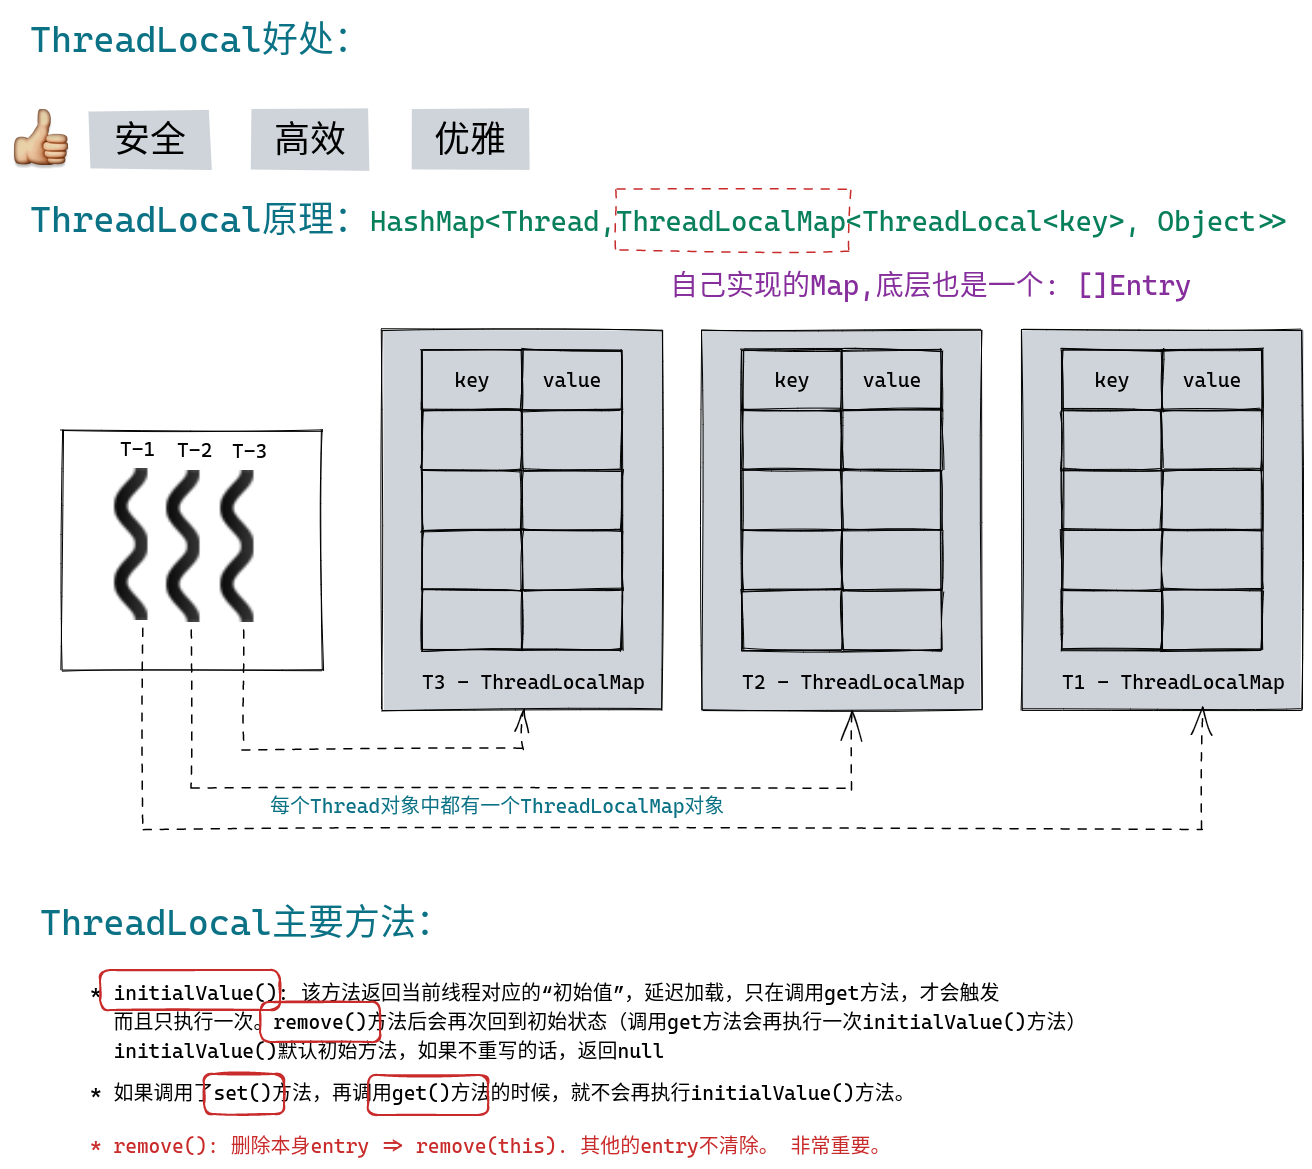 ThreadLocal好处：
安全 高效 优雅
ThreadLocal原理：HashMap<Thread,ThreadLocalMap<ThreadLocal<key>, Object>>
自己实现的Map,底层也是一个: []Entry
key value key value key value
T-1 T-2 T-3
T3 - ThreadLocalMap T2 - ThreadLocalMap T1 - ThreadLocalMap
每个Thread对象中都有一个ThreadLocalMap对象
ThreadLocal主要方法：
* initialValue(): 该方法返回当前线程对应的“初始值”，延迟加载，只在调用get方法，才会触发
而且只执行一次。remove()方法后会再次回到初始状态（调用get方法会再执行一次initialValue()方法）
initialValue()默认初始方法，如果不重写的话，返回null
* 如果调用了set()方法，再调用get()方法的时候，就不会再执行initialValue()方法。
* remove(): 删除本身entry => remove(this). 其他的entry不清除。 非常重要。